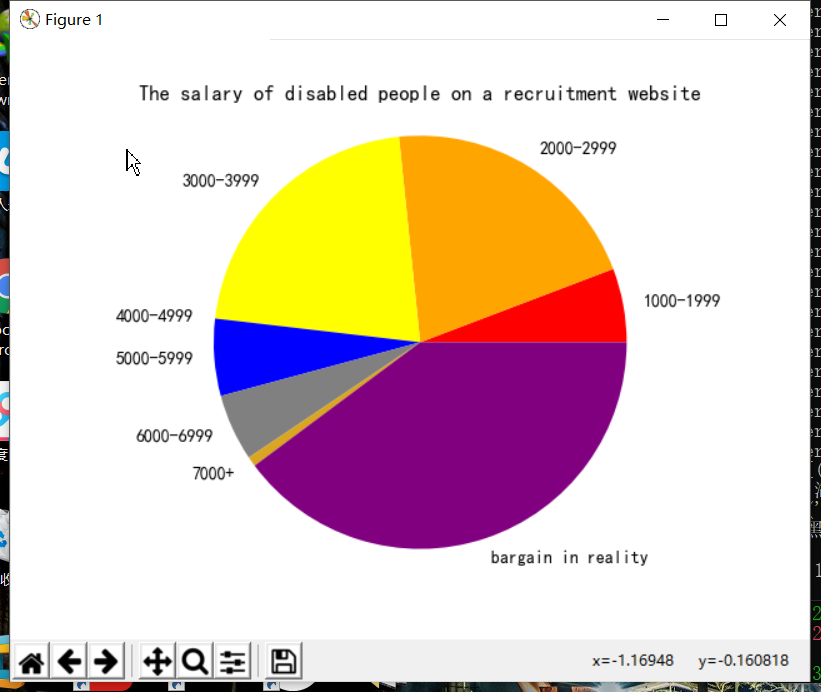 Figure 1
The salary of disabled people on a recruitment website
2000-2999
3000-3999
1000-1999
4000-4999
5000-5999
6000-6999
7000+
bargain in reality
x=-1.16948 y=-0.160818